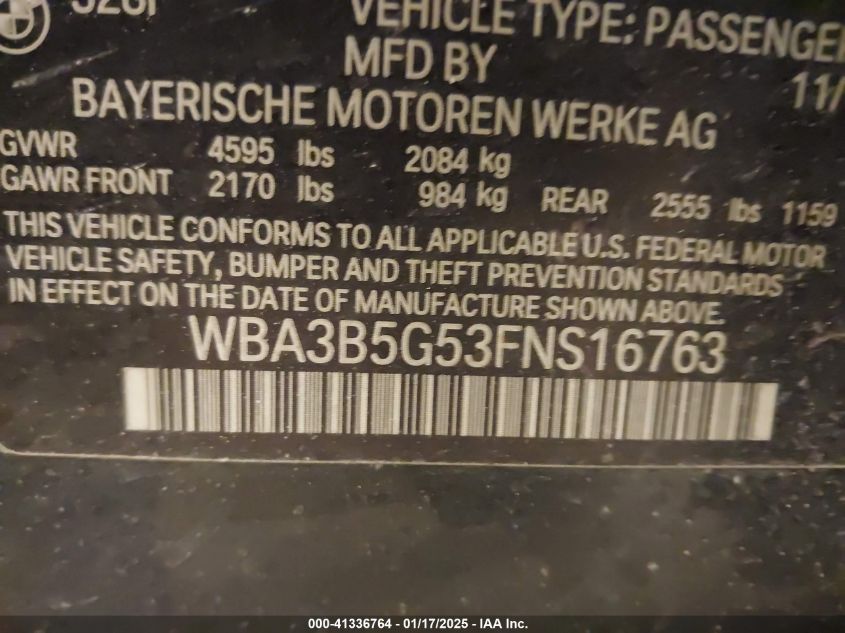 VEHICLE TYPE: PASSENGER
MFD BY
11/
BAYERISCHE MOTOREN WERKE AG
GVWR 4595 lbs 2084 kg
GAWR FRONT 2170 lbs 984 kg REAR 2555 lbs 1159
THIS VEHICLE CONFORMS TO ALL APPLICABLE U.S. FEDERAL MOTOR
VEHICLE SAFETY, BUMPER AND THEFT PREVENTION STANDARDS
IN EFFECT ON THE DATE OF MANUFACTURE SHOWN ABOVE.
WBA3B5G53FNS16763
000-41336764 - 01/17/2025 - IAA Inc.